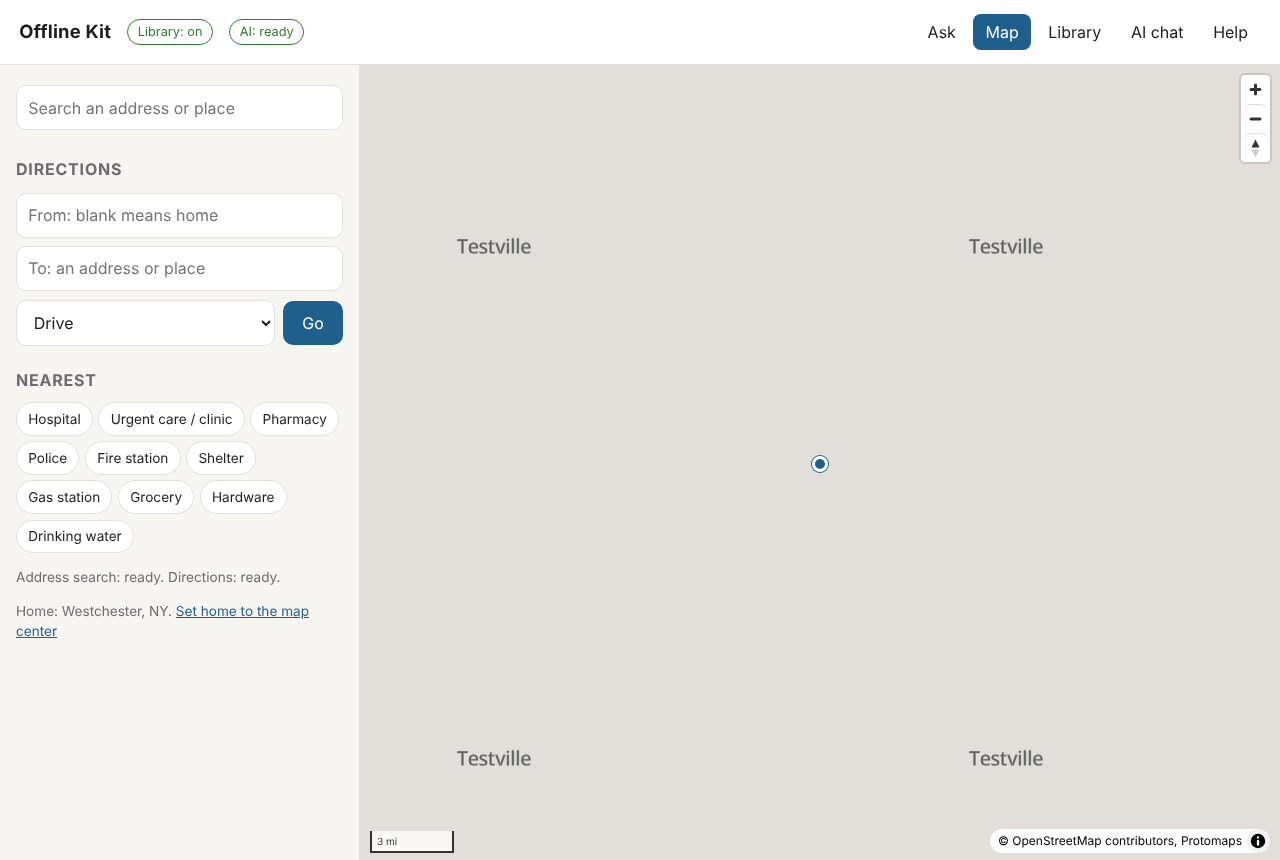 Offline Kit
Library: on
AI: ready
Ask
Map
Library
AI chat
Help
Search an address or place
DIRECTIONS
From: blank means home
To: an address or place
Drive
Go
NEAREST
Hospital
Urgent care / clinic
Pharmacy
Police
Fire station
Shelter
Gas station
Grocery
Hardware
Drinking water
Address search: ready. Directions: ready.
Home: Westchester, NY. Set home to the map
center
Testville
Testville
Testville
Testville
3 mi
© OpenStreetMap contributors, Protomaps